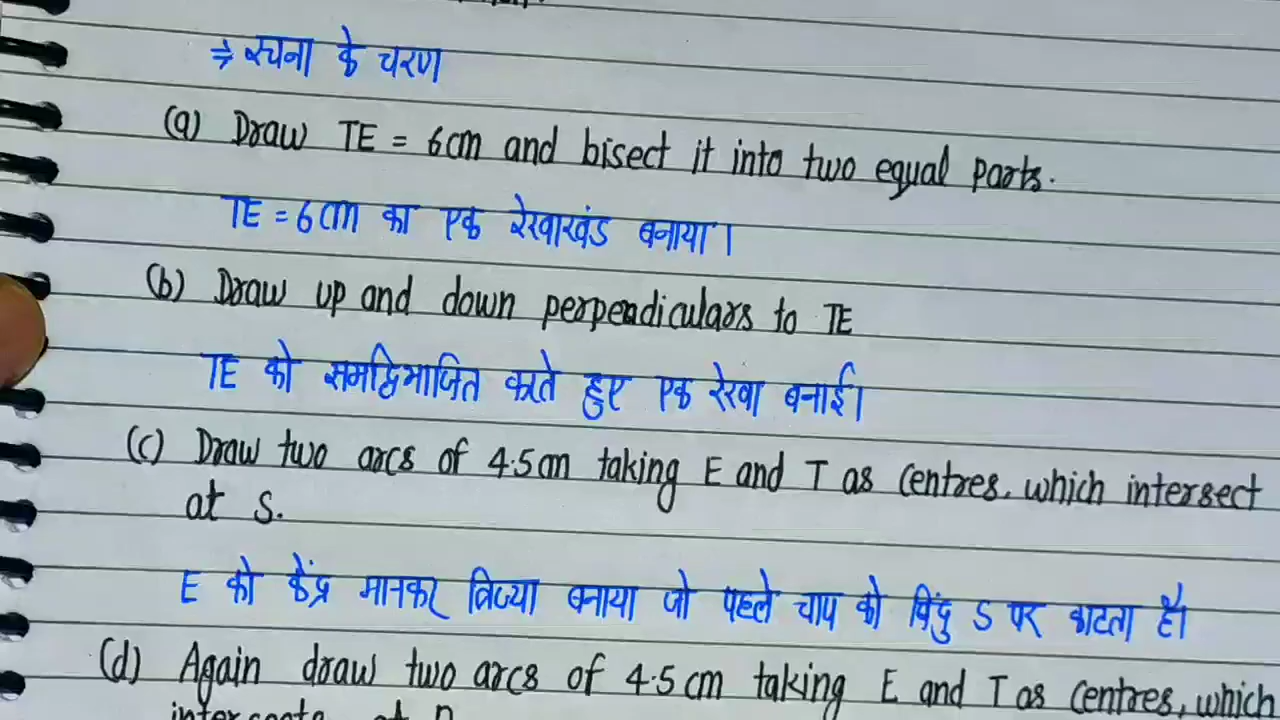 ⇒ रचना के चरण
(a) Draw TE = 6cm and bisect it into two equal parts.
TE = 6cm का एक रेखाखंड बनाया।
(b) Draw up and down perpendiculars to TE
TE को समद्विभाजित करते हुए एक रेखा बनाई।
(c) Draw two arcs of 4.5cm taking E and T as centres, which intersect
at S.
E को केंद्र मानकर त्रिज्या बनाया जो पहले चाप को बिंदु S पर काटता है।
(d) Again draw two arcs of 4.5cm taking E and T as centres, which